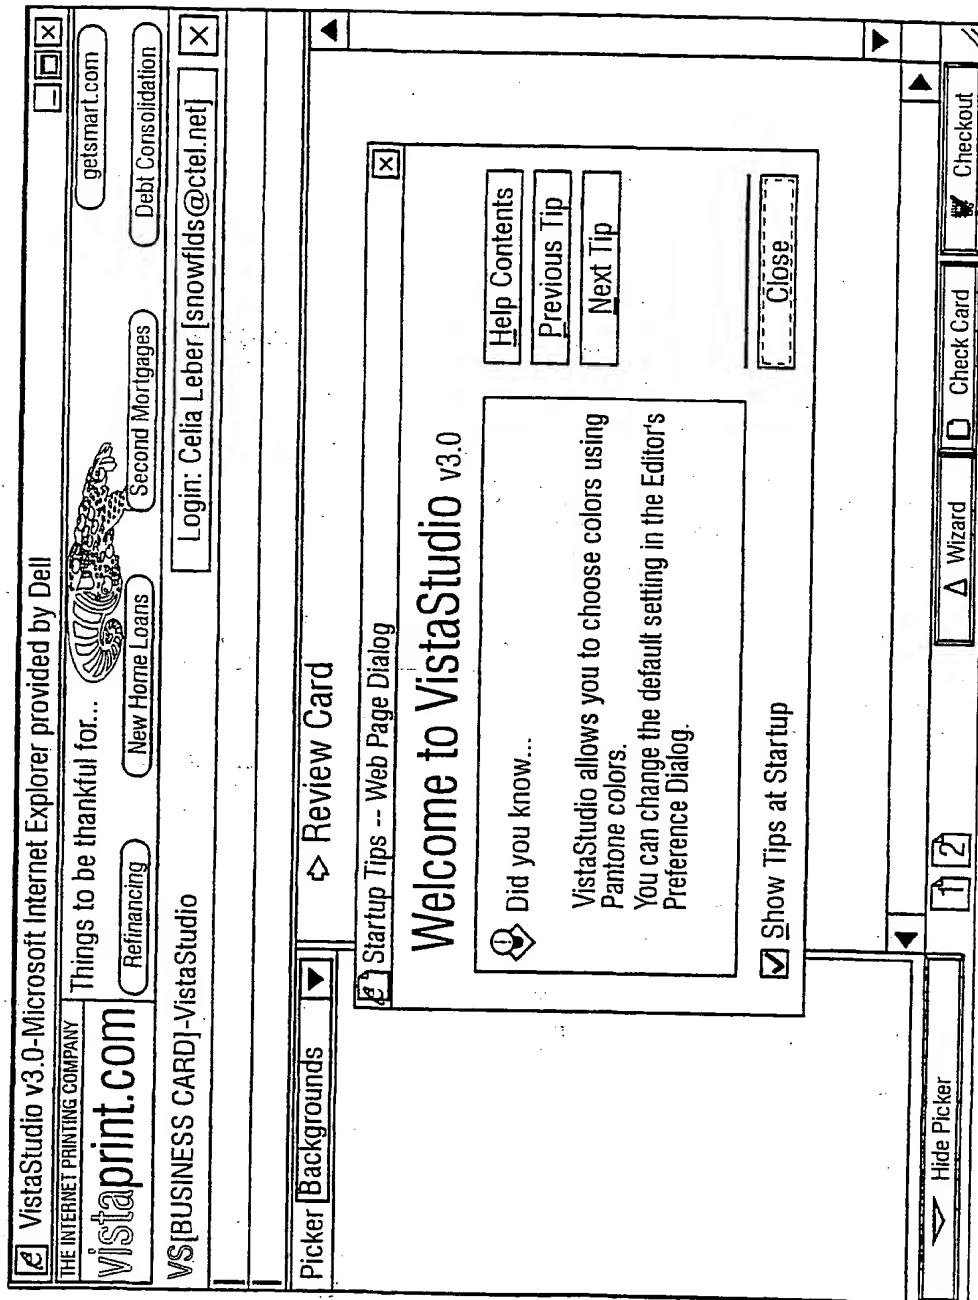 VistaStudio v3.0-Microsoft Internet Explorer provided by Dell
THE INTERNET PRINTING COMPANY
vistaprint.com
Things to be thankful for...
getsmart.com
Refinancing
New Home Loans
Second Mortgages
Debt Consolidation
VS[BUSINESS CARD]-VistaStudio
Login: Celia Leber [snowflds@ctel.net]
Picker Backgrounds
Review Card
Startup Tips -- Web Page Dialog
Welcome to VistaStudio v3.0
Did you know...
VistaStudio allows you to choose colors using
Pantone colors.
You can change the default setting in the Editor's
Preference Dialog.
Help Contents
Previous Tip
Next Tip
Show Tips at Startup
Close
Hide Picker
1 2
Wizard
Check Card
Checkout